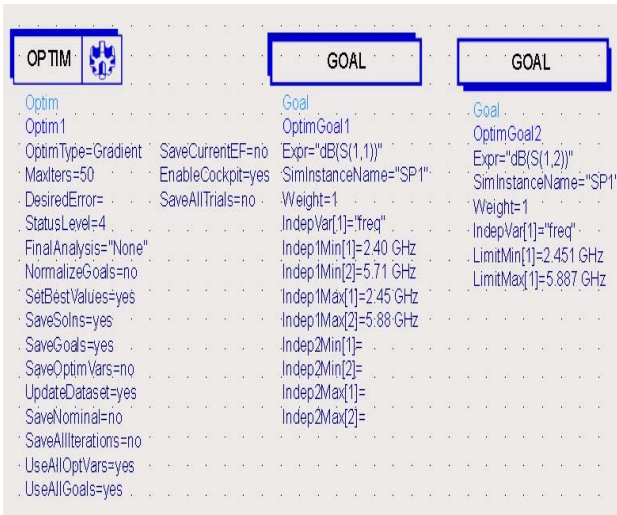 OPTIM
Optim
Optim1
OptimType=Gradient
MaxIters=50
DesiredError=
StatusLevel=4
FinalAnalysis="None"
NormalizeGoals=no
SetBestValues=yes
SaveSolns=yes
SaveGoals=yes
SaveOptimVars=no
UpdateDataset=yes
SaveNominal=no
SaveAllIterations=no
UseAllOptVars=yes
UseAllGoals=yes
SaveCurrentEF=no
EnableCockpit=yes
SaveAllTrials=no
GOAL
Goal
OptimGoal1
Expr="dB(S(1,1))"
SimInstanceName="SP1"
Weight=1
IndepVar[1]="freq"
Indep1Min[1]=2.40 GHz
Indep1Min[2]=5.71 GHz
Indep1Max[1]=2.45 GHz
Indep1Max[2]=5.88 GHz
Indep2Min[1]=
Indep2Min[2]=
Indep2Max[1]=
Indep2Max[2]=
GOAL
Goal
OptimGoal2
Expr="dB(S(1,2))"
SimInstanceName="SP1"
Weight=1
IndepVar[1]="freq"
LimitMin[1]=2.451 GHz
LimitMax[1]=5.887 GHz